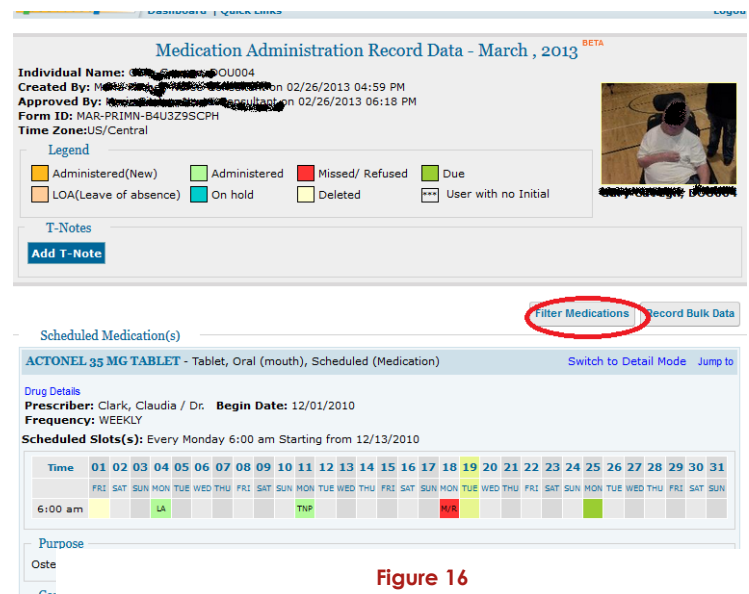 Dashboard | Quick Links Logou
Medication Administration Record Data - March , 2013 BETA
Individual Name: DOU004
Created By: on 02/26/2013 04:59 PM
Approved By: on 02/26/2013 06:18 PM
Form ID: MAR-PRIMN-B4U3Z9SCPH
Time Zone:US/Central
Legend
Administered(New) Administered Missed/ Refused Due
LOA(Leave of absence) On hold Deleted *** User with no Initial
T-Notes
Add T-Note
Filter Medications Record Bulk Data
Scheduled Medication(s)
ACTONEL 35 MG TABLET - Tablet, Oral (mouth), Scheduled (Medication) Switch to Detail Mode Jump to
Drug Details
Prescriber: Clark, Claudia / Dr. Begin Date: 12/01/2010
Frequency: WEEKLY
Scheduled Slots(s): Every Monday 6:00 am Starting from 12/13/2010
Time 01 02 03 04 05 06 07 08 09 10 11 12 13 14 15 16 17 18 19 20 21 22 23 24 25 26 27 28 29 30 31
FRI SAT SUN MON TUE WED THU FRI SAT SUN MON TUE WED THU FRI SAT SUN MON TUE WED THU FRI SAT SUN MON TUE WED THU FRI SAT SUN
6:00 am LA TNP M/R
Purpose
Oste
Figure 16